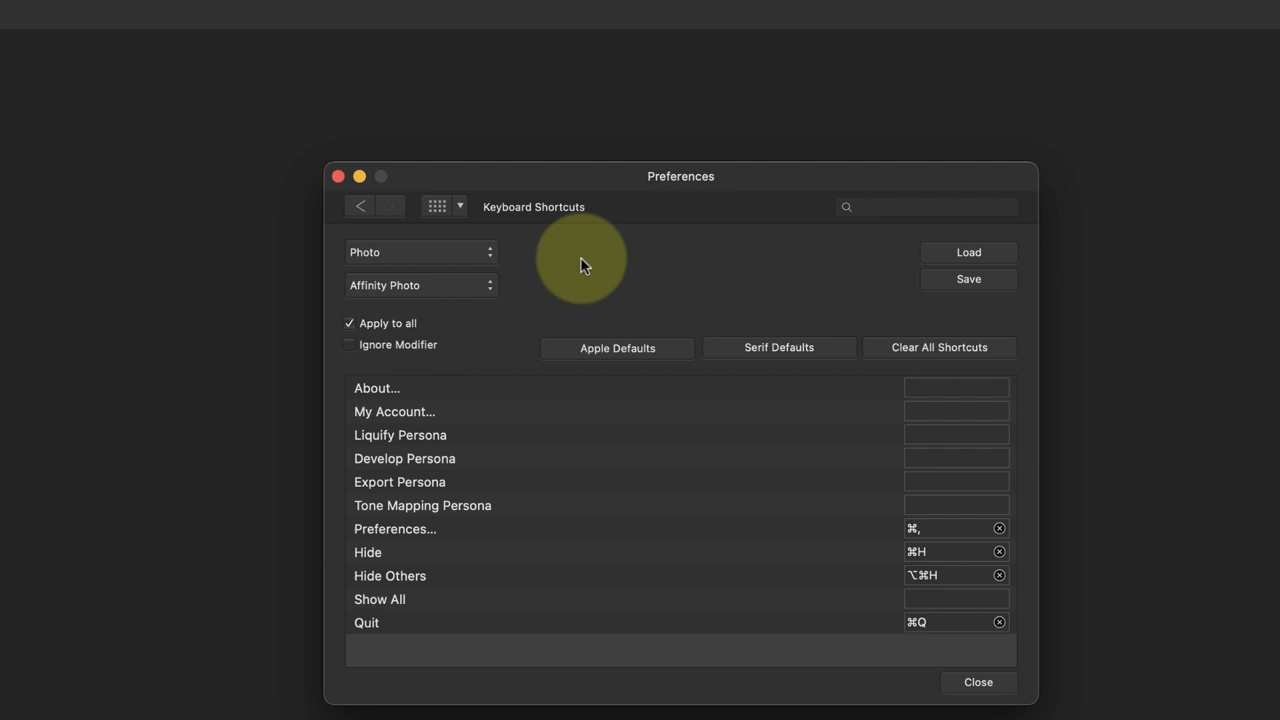 Preferences
Keyboard Shortcuts
Photo
Load
Affinity Photo
Save
Apply to all
Ignore Modifier
Apple Defaults
Serif Defaults
Clear All Shortcuts
About...
My Account...
Liquify Persona
Develop Persona
Export Persona
Tone Mapping Persona
Preferences... ⌘,
Hide ⌘H
Hide Others ⌥⌘H
Show All
Quit ⌘Q
Close